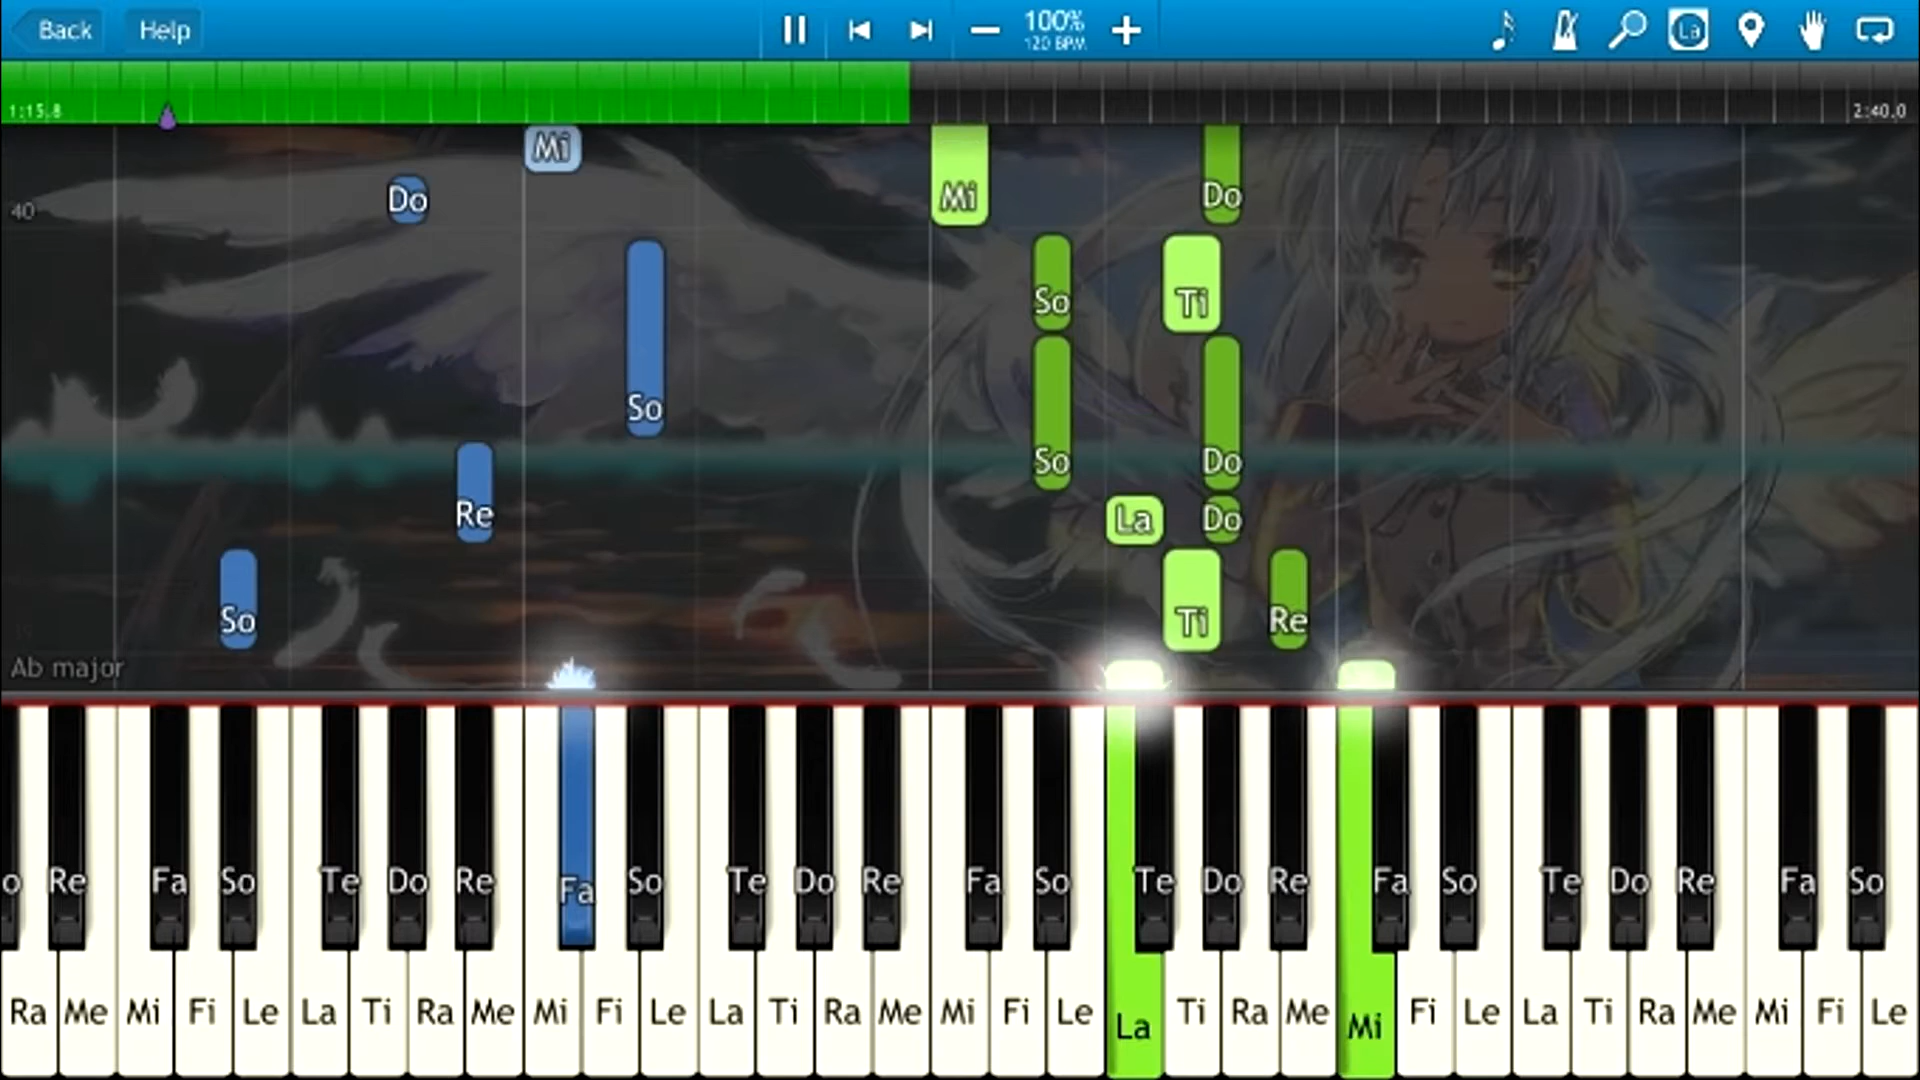 Back Help 100% La
120 BPM
1:15.8 2:40.0
Mi
Do Mi Do
40
So Ti
So
So Do
Re La Do
So Ti Re
Ab major
Re Fa So Te Do Re Fa So Te Do Re Fa So Te Do Re Fa So Te Do Re Fa So
Ra Me Mi Fi Le La Ti Ra Me Mi Fi Le La Ti Ra Me Mi Fi Le La Ti Ra Me Mi Fi Le La Ti Ra Me Mi Fi Le